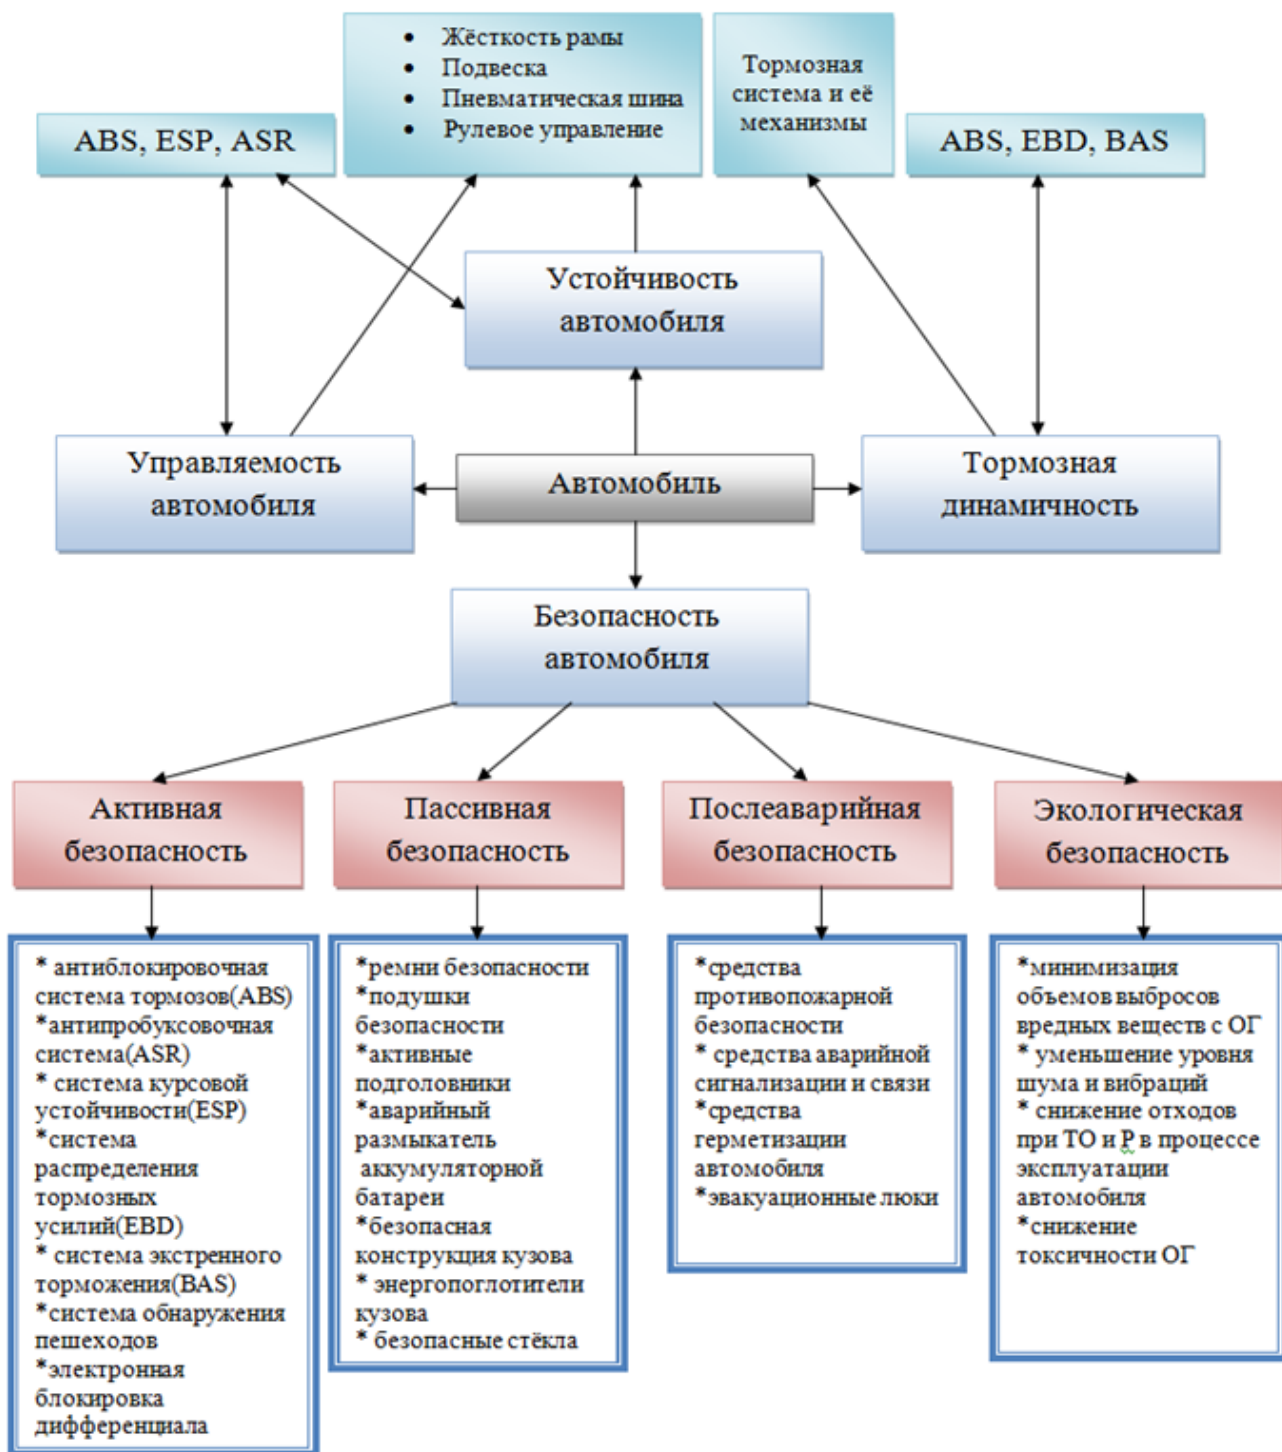 • Жёсткость рамы
• Подвеска
• Пневматическая шина
• Рулевое управление
Тормозная
система и её
механизмы
ABS, ESP, ASR
ABS, EBD, BAS
Устойчивость
автомобиля
Управляемость
автомобиля
Автомобиль
Тормозная
динамичность
Безопасность
автомобиля
Активная
безопасность
Пассивная
безопасность
Послеаварийная
безопасность
Экологическая
безопасность
* антиблокировочная
система тормозов(ABS)
*антипробуксовочная
система(ASR)
* система курсовой
устойчивости(ESP)
*система
распределения
тормозных
усилий(EBD)
* система экстренного
торможения(BAS)
*система обнаружения
пешеходов
*электронная
блокировка
дифференциала
*ремни безопасности
*подушки
безопасности
*активные
подголовники
*аварийный
размыкатель
аккумуляторной
батареи
*безопасная
конструкция кузова
* энергопоглотители
кузова
* безопасные стёкла
*средства
противопожарной
безопасности
* средства аварийной
сигнализации и связи
*средства
герметизации
автомобиля
*эвакуационные люки
*минимизация
объемов выбросов
вредных веществ с ОГ
* уменьшение уровня
шума и вибраций
* снижение отходов
при ТО и Р в процессе
эксплуатации
автомобиля
*снижение
токсичности ОГ